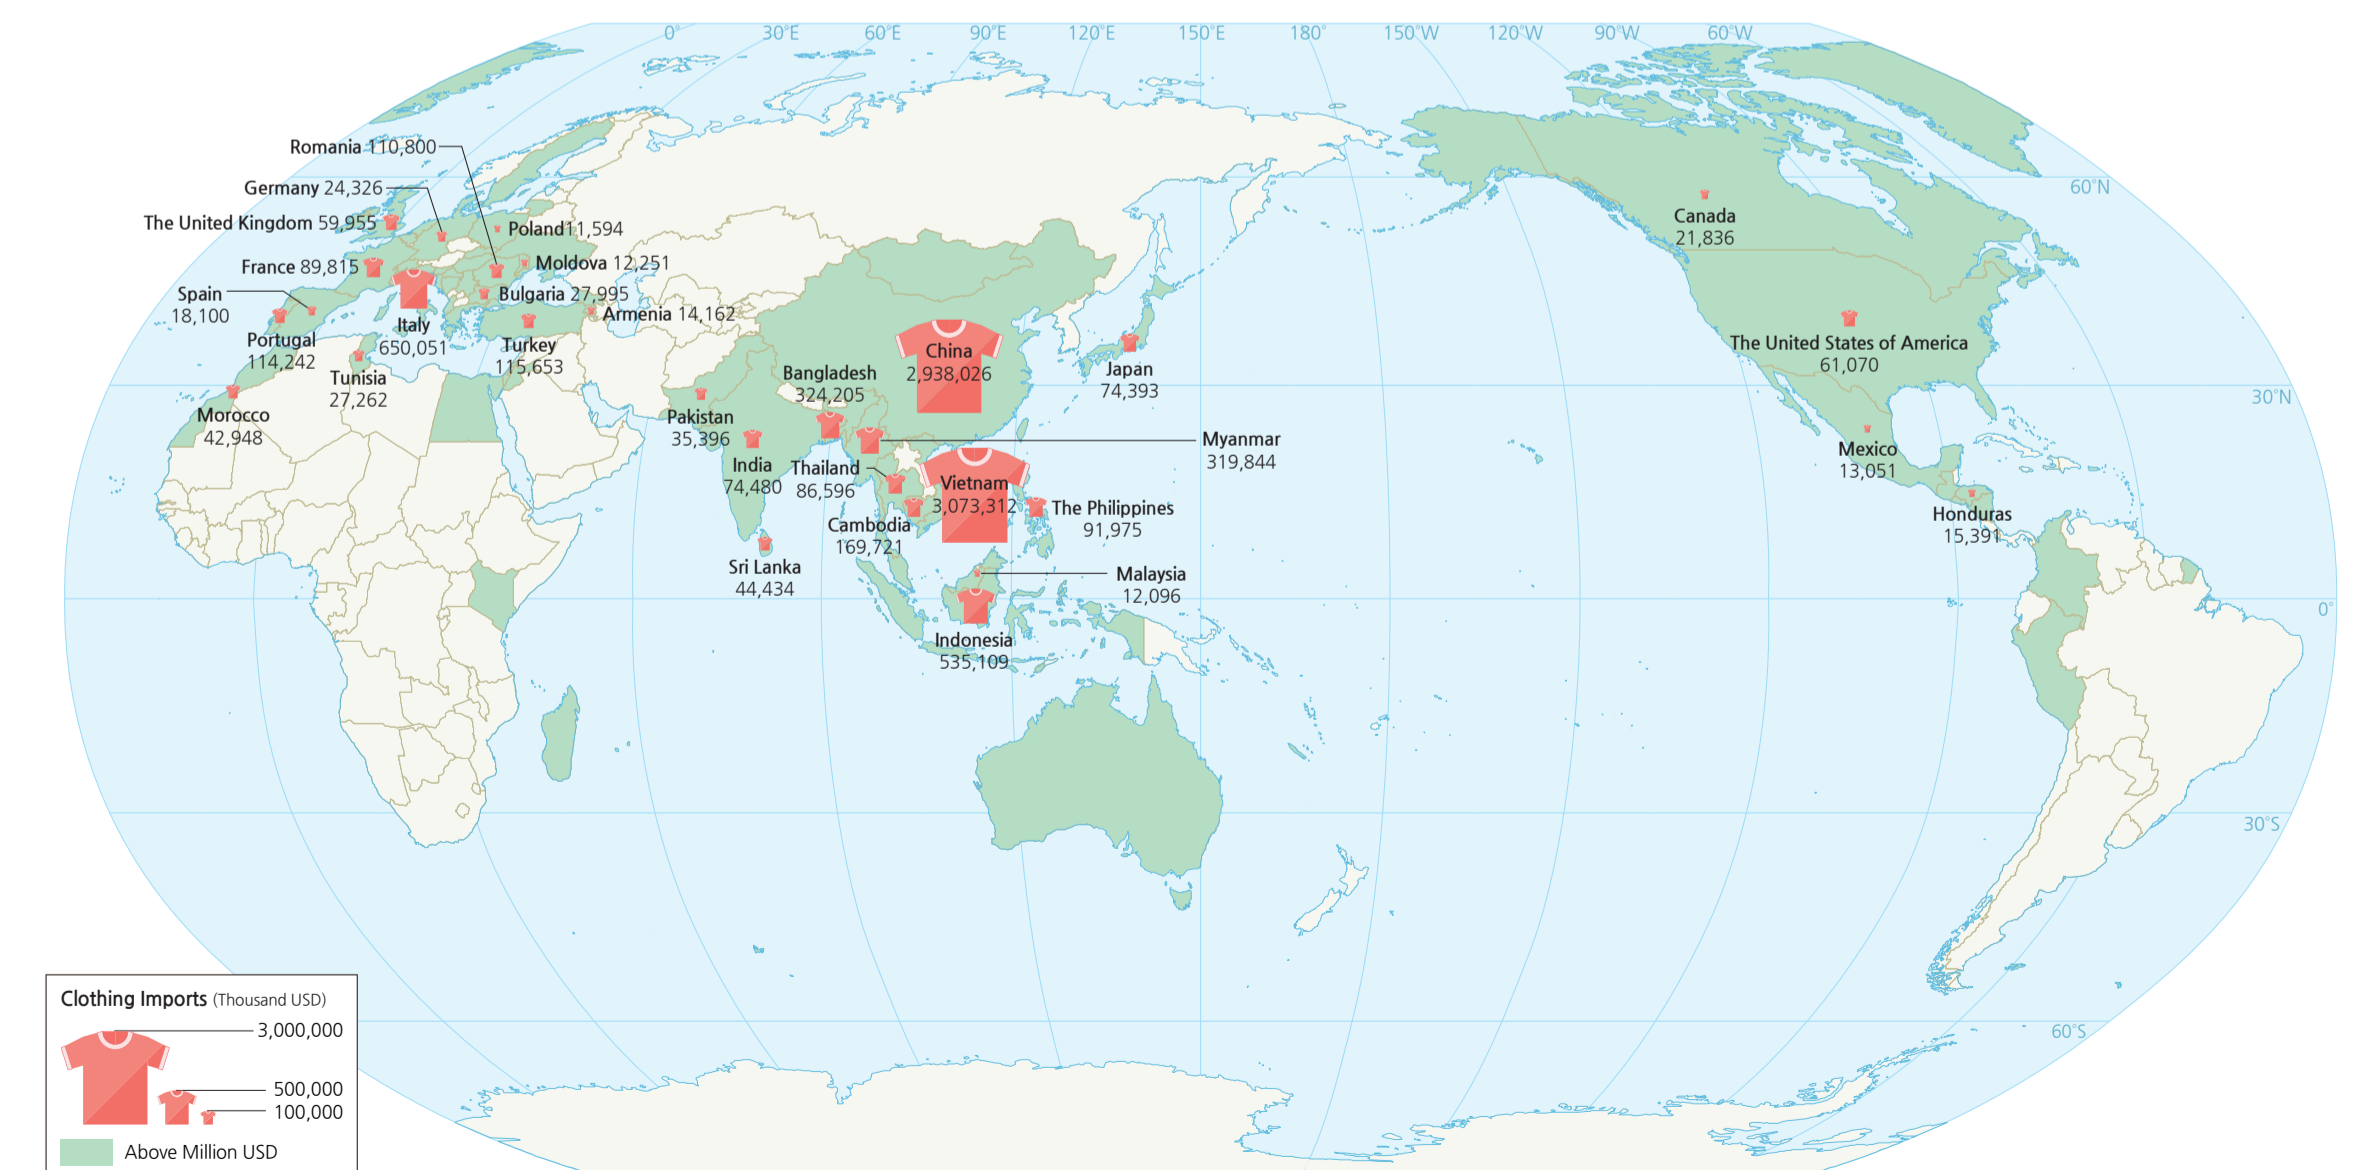 0° 30°E 60°E 90°E 120°E 150°E 180° 150°W 120°W 90°W 60°W
Romania 110,800
Germany 24,326
60°N
The United Kingdom 59,955
Poland 11,594
Canada
21,836
France 89,815
Moldova 12,251
Spain
18,100
Bulgaria 27,995
Armenia 14,162
Italy
650,051
Portugal
114,242
Turkey
115,653
Tunisia
27,262
Morocco
42,948
China
2,938,026
Japan
74,393
The United States of America
61,070
30°N
Bangladesh
324,205
Pakistan
35,396
India
74,480
Thailand
86,596
Myanmar
319,844
Mexico
13,051
Vietnam
3,073,312
The Philippines
91,975
Cambodia
169,721
Honduras
15,391
Sri Lanka
44,434
Malaysia
12,096
0°
Indonesia
535,109
30°S
60°S
Clothing Imports (Thousand USD)
3,000,000
500,000
100,000
Above Million USD